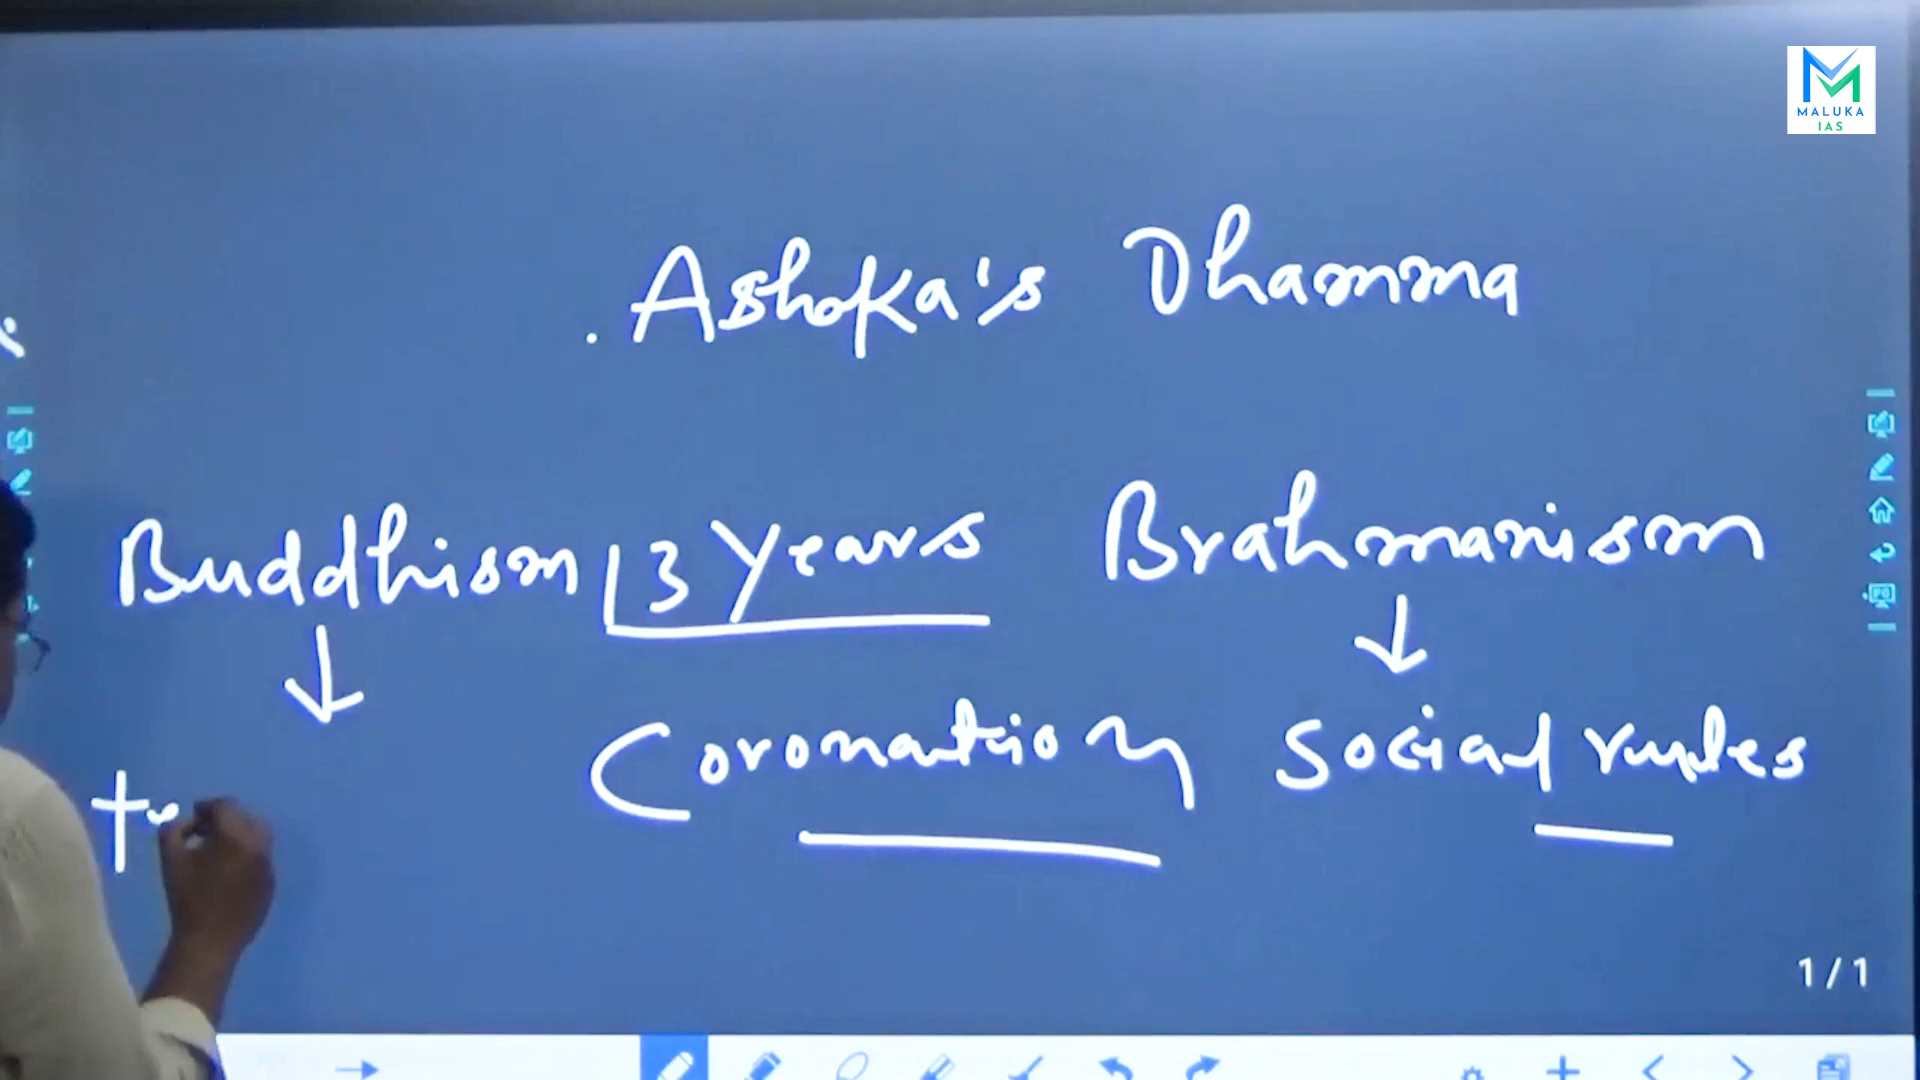 MALUKA
IAS
. Ashoka's Dhamma
Buddhism 13 Years Brahmanism
↓ ↓
Coronation Social rules
1/1